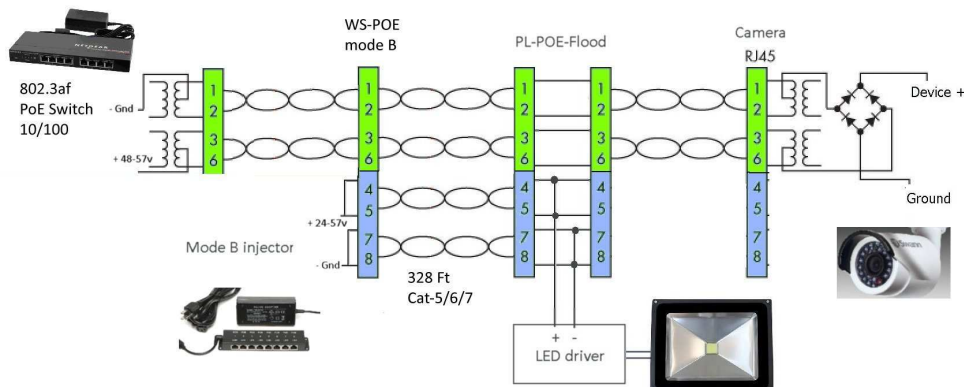 WS-POE
mode B
PL-POE-Flood
Camera
RJ45
802.3af
PoE Switch
10/100
- Gnd
+ 48-57v
1
2
3
6
1
2
3
6
4
5
7
8
1
2
3
6
4
5
7
8
1
2
3
6
4
5
7
8
1
2
3
6
4
5
7
8
Device +
Ground
+ 24-57v
- Gnd
Mode B injector
328 Ft
Cat-5/6/7
+ -
LED driver